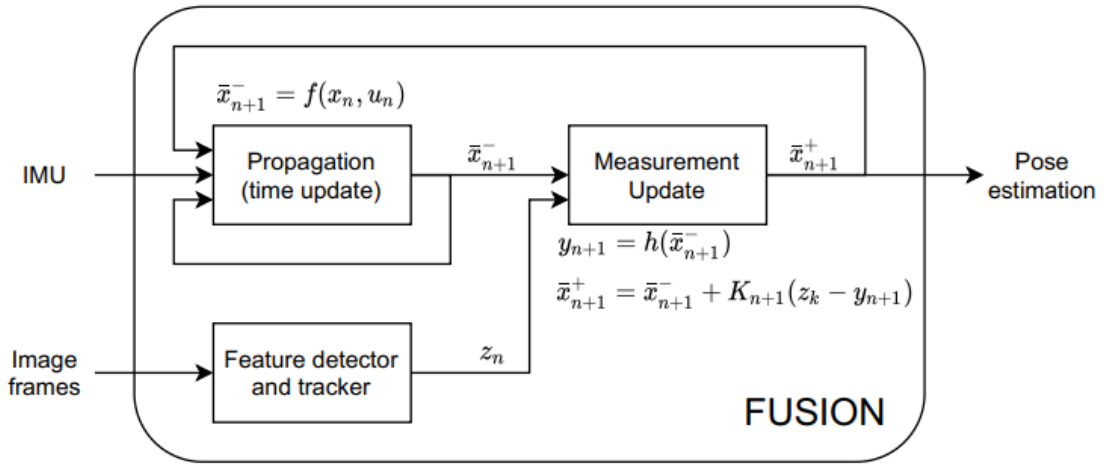 x̄⁻ₙ₊₁ = f(xₙ, uₙ)
IMU
Propagation
(time update)
x̄⁻ₙ₊₁
Measurement
Update
x̄⁺ₙ₊₁
Pose
estimation
yₙ₊₁ = h(x̄⁻ₙ₊₁)
x̄⁺ₙ₊₁ = x̄⁻ₙ₊₁ + Kₙ₊₁(zₖ − yₙ₊₁)
Image
frames
Feature detector
and tracker
zₙ
FUSION